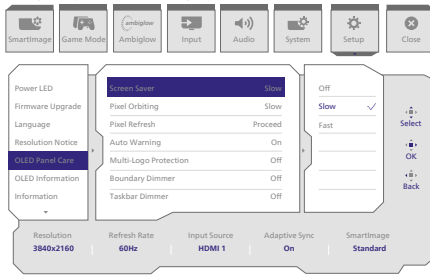 SmartImage
Game Mode
ambiglow
Ambiglow
Input
Audio
System
Setup
Close
Power LED
Firmware Upgrade
Language
Resolution Notice
OLED Panel Care
OLED Information
Information
Screen Saver Slow
Pixel Orbiting Slow
Pixel Refresh Proceed
Auto Warning On
Multi-Logo Protection Off
Boundary Dimmer Off
Taskbar Dimmer Off
Off
Slow
Fast
Select
OK
Back
Resolution Refresh Rate Input Source Adaptive Sync SmartImage
3840x2160 60Hz HDMI 1 On Standard